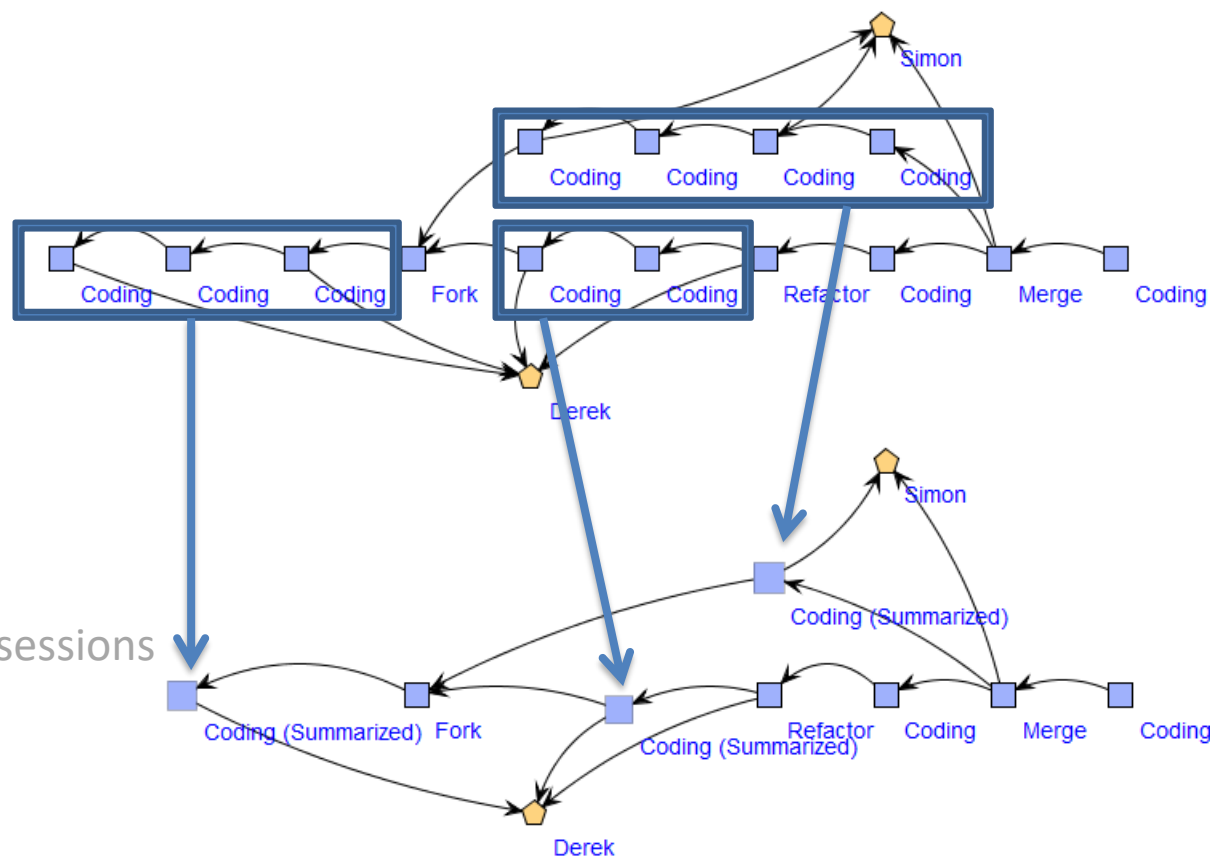 Simon
Coding Coding Coding Coding
Coding Coding Coding Fork Coding Coding Refactor Coding Merge Coding
Derek
Simon
Coding (Summarized)
sessions
Coding (Summarized) Fork Coding (Summarized) Refactor Coding Merge Coding
Derek